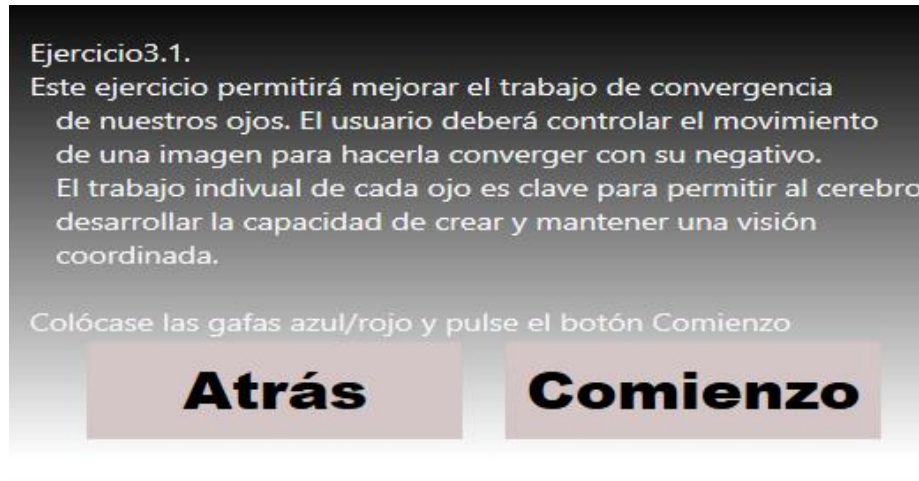 Ejercicio3.1.
Este ejercicio permitirá mejorar el trabajo de convergencia
de nuestros ojos. El usuario deberá controlar el movimiento
de una imagen para hacerla converger con su negativo.
El trabajo indivual de cada ojo es clave para permitir al cerebro
desarrollar la capacidad de crear y mantener una visión
coordinada.
Colócase las gafas azul/rojo y pulse el botón Comienzo
Atrás Comienzo